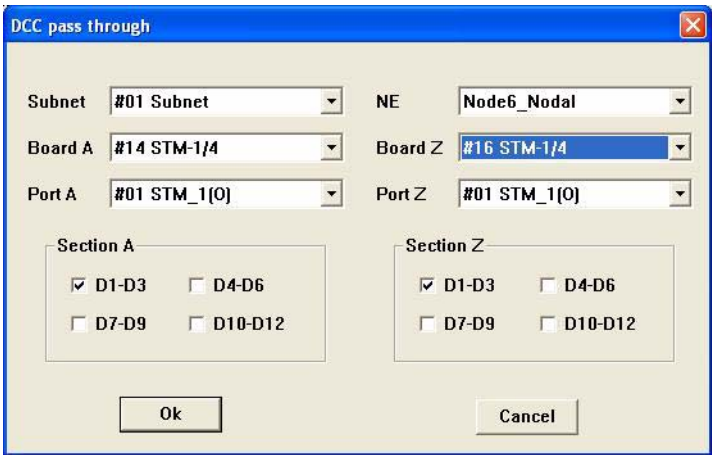 DCC pass through
Subnet #01 Subnet NE Node6_Nodal
Board A #14 STM-1/4 Board Z #16 STM-1/4
Port A #01 STM_1(O) Port Z #01 STM_1(O)
Section A Section Z
D1-D3 D4-D6 D1-D3 D4-D6
D7-D9 D10-D12 D7-D9 D10-D12
Ok Cancel